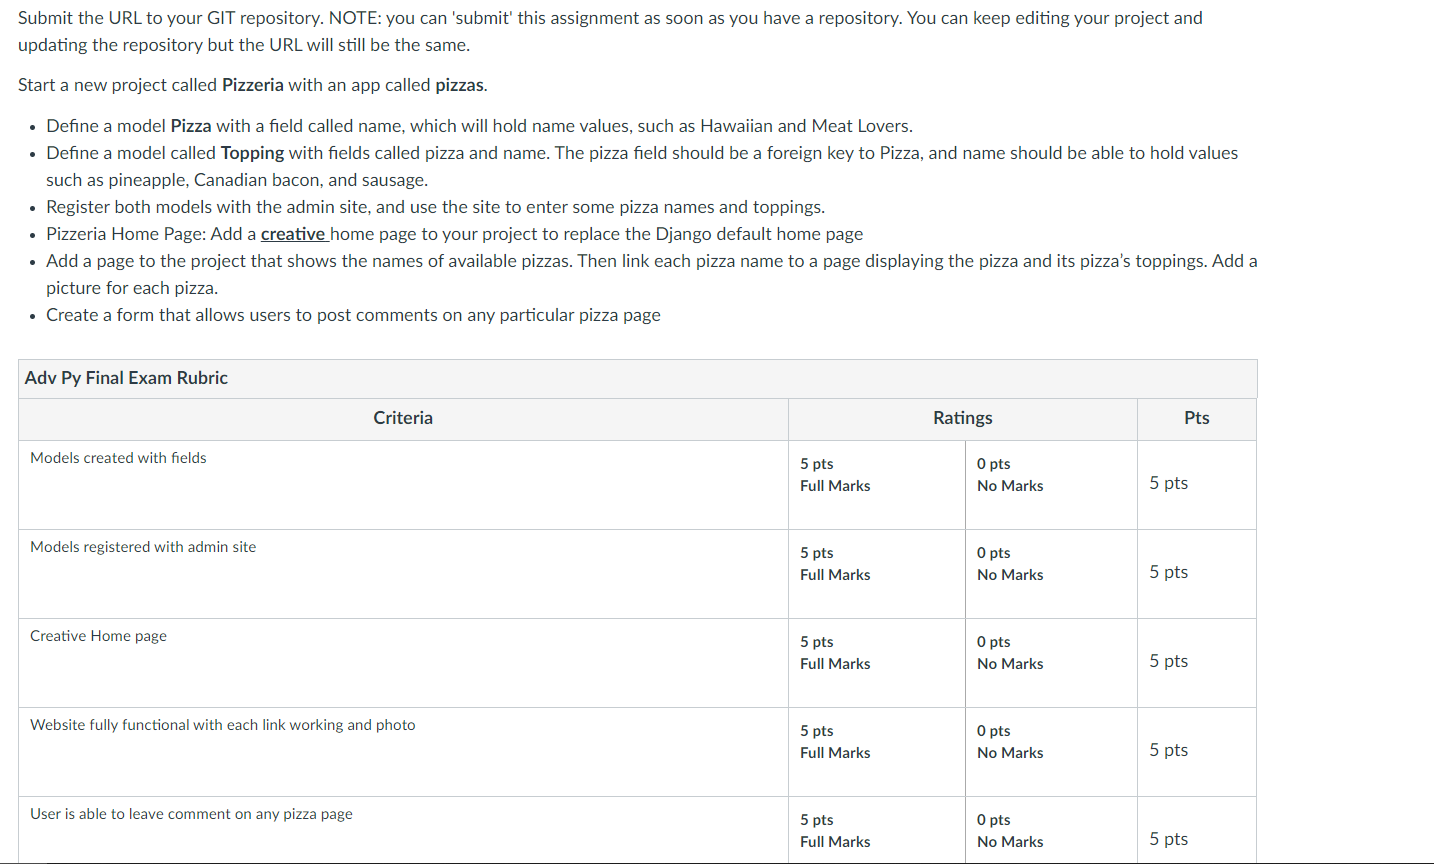 Submit the URL to your GIT repository. NOTE: you can 'submit' this assignment as soon as you have a repository. You can keep editing your project and
updating the repository but the URL will still be the same.
Start a new project called Pizzeria with an app called pizzas.
• Define a model Pizza with a field called name, which will hold name values, such as Hawaiian and Meat Lovers.
• Define a model called Topping with fields called pizza and name. The pizza field should be a foreign key to Pizza, and name should be able to hold values
such as pineapple, Canadian bacon, and sausage.
• Register both models with the admin site, and use the site to enter some pizza names and toppings.
• Pizzeria Home Page: Add a creative home page to your project to replace the Django default home page
• Add a page to the project that shows the names of available pizzas. Then link each pizza name to a page displaying the pizza and its pizza’s toppings. Add a
picture for each pizza.
• Create a form that allows users to post comments on any particular pizza page
Adv Py Final Exam Rubric
Criteria Ratings Pts
Models created with fields
5 pts 0 pts
Full Marks No Marks
5 pts
Models registered with admin site
5 pts 0 pts
Full Marks No Marks
5 pts
Creative Home page
5 pts 0 pts
Full Marks No Marks
5 pts
Website fully functional with each link working and photo
5 pts 0 pts
Full Marks No Marks
5 pts
User is able to leave comment on any pizza page
5 pts 0 pts
Full Marks No Marks
5 pts